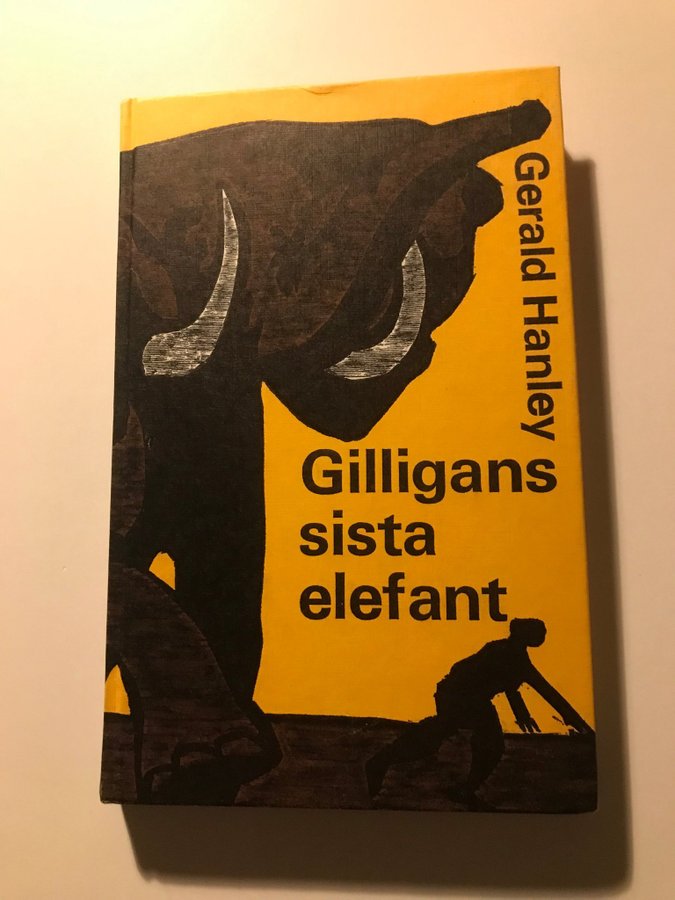 Gerald Hanley
Gilligans
sista
elefant